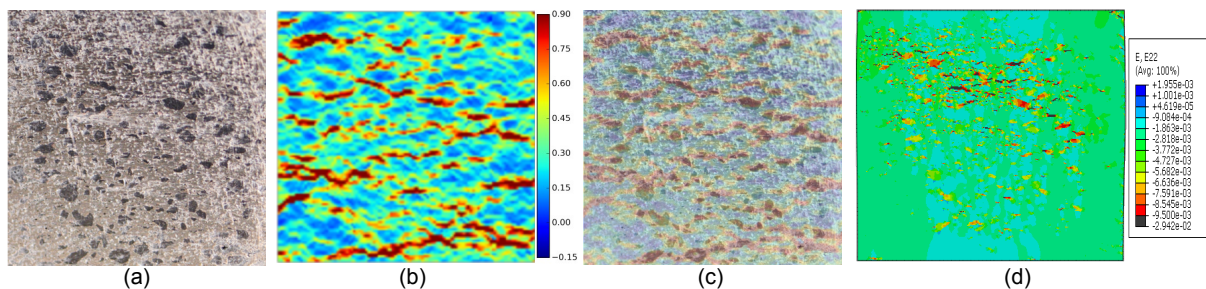 0.90
0.75
0.60
0.45
0.30
0.15
0.00
-0.15
E, E22
(Avg: 100%)
+1.955e-03
+1.001e-03
+4.619e-05
-9.084e-04
-1.863e-03
-2.818e-03
-3.772e-03
-4.727e-03
-5.682e-03
-6.636e-03
-7.591e-03
-8.545e-03
-9.500e-03
-2.942e-02
(a) (b) (c) (d)